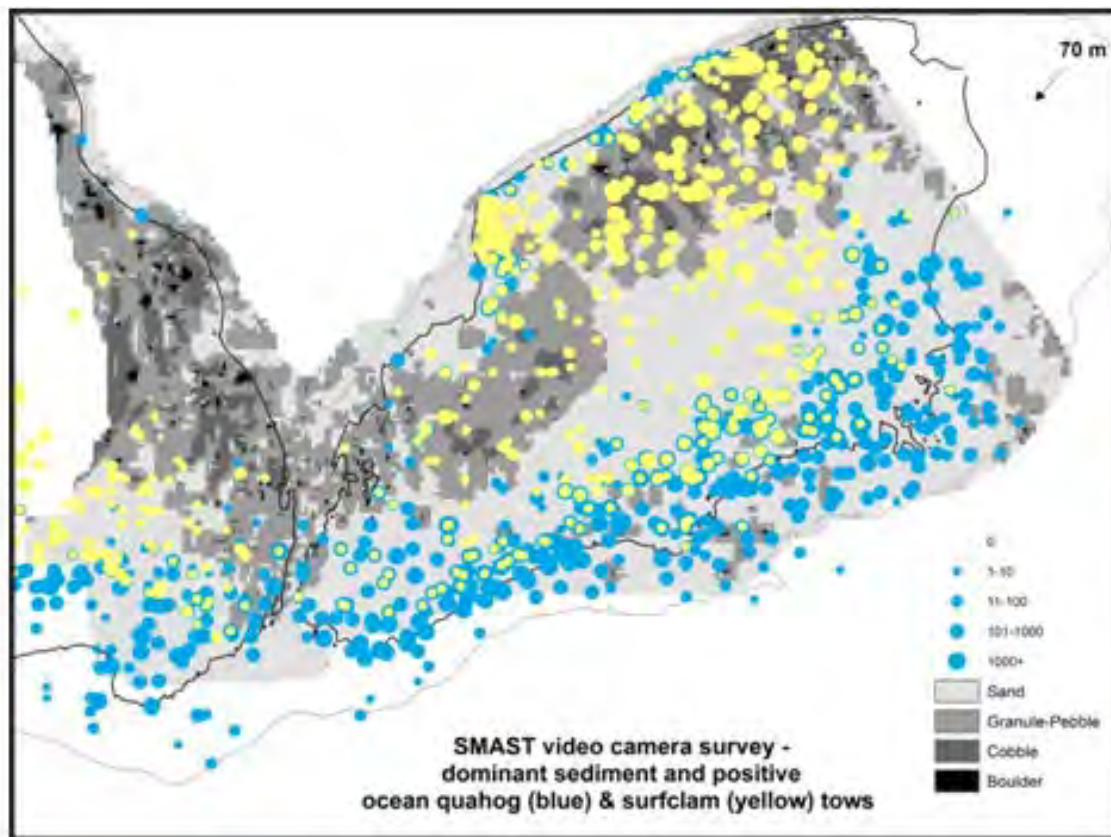 70 m
0
1-10
11-100
101-1000
1000+
Sand
Granule-Pebble
Cobble
Boulder
SMAST video camera survey -
dominant sediment and positive
ocean quahog (blue) & surfclam (yellow) tows